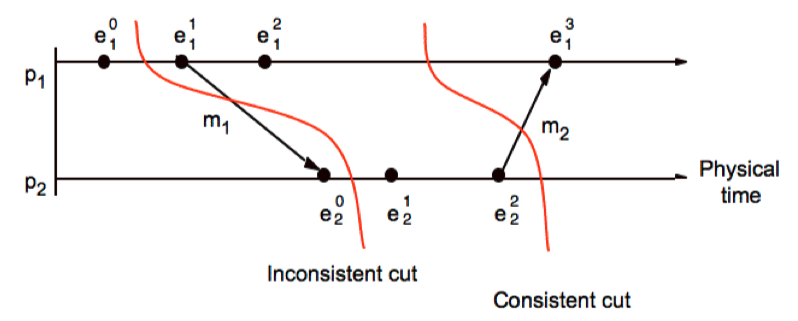 e₁⁰ e₁¹ e₁² e₁³
p₁
m₁ m₂
p₂
Physical
time
e₂⁰ e₂¹ e₂²
Inconsistent cut
Consistent cut